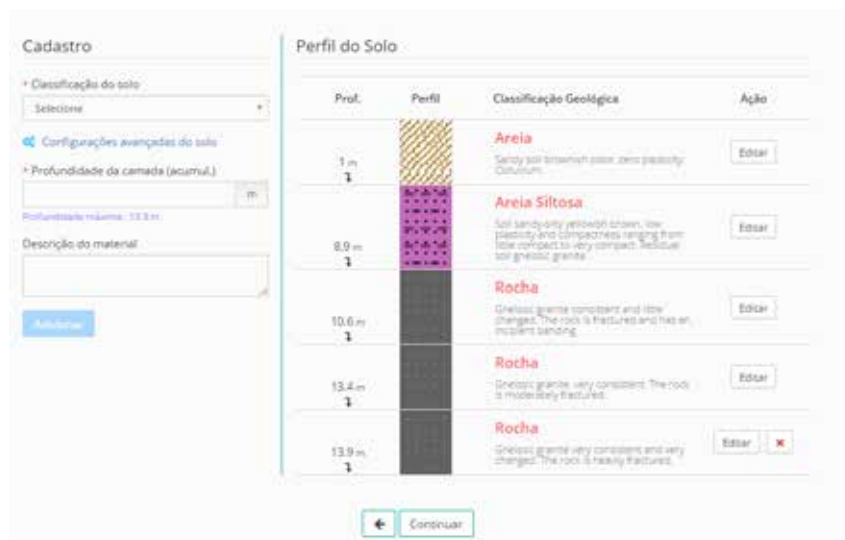 Cadastro
* Classificação do solo
Selecione
Configurações avançadas do solo
* Profundidade da camada (acumul.)
m
Profundidade máxima : 13.9 m
Descrição do material
Adicionar
Perfil do Solo
Prof. Perfil Classificação Geológica Ação
1 m
Areia
Sandy soil brownish color, zero plasticity.
Coluvium.
Editar
8.9 m
Areia Siltosa
Soil sandy-silty yellowish brown, low
plasticity and compactness ranging from
little compact to very compact. Residual
soil gneissic granite.
Editar
10.6 m
Rocha
Gneissic granite consistent and little
changed. The rock is fractured and has an
incipient banding.
Editar
13.4 m
Rocha
Gneissic granite, very consistent. The rock
is moderately fractured.
Editar
13.9 m
Rocha
Gneissic granite very consistent and very
changed. The rock is heavily fractured.
Editar
Continuar